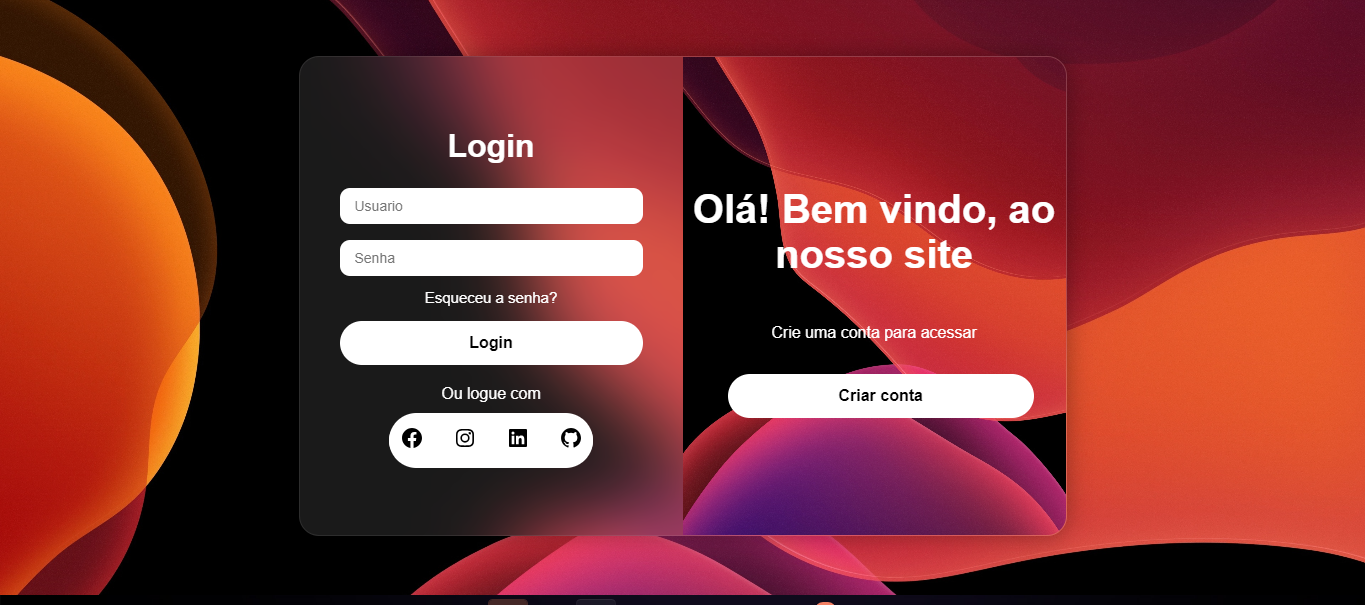 Login
Usuario
Senha
Esqueceu a senha?
Login
Ou logue com
Olá! Bem vindo, ao
nosso site
Crie uma conta para acessar
Criar conta